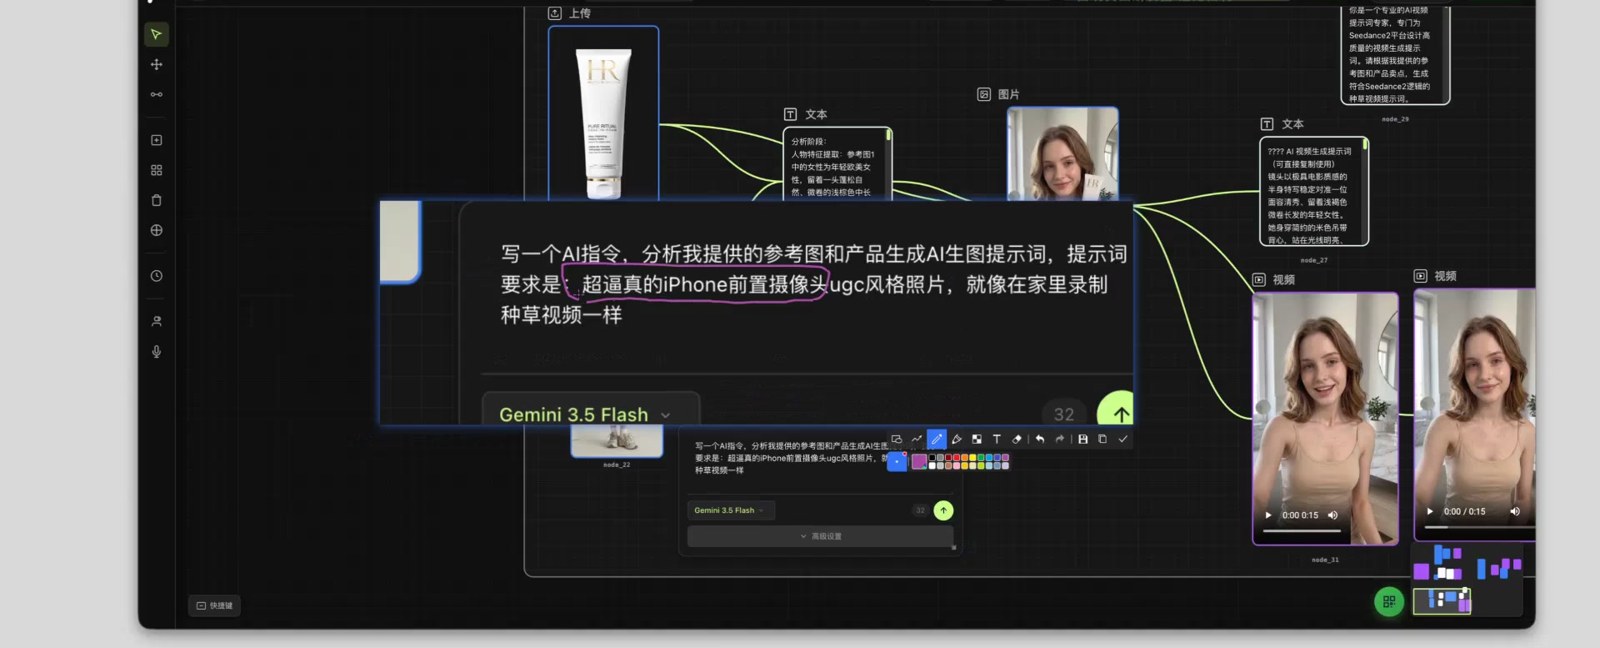 上传
HR
PURE RITUAL
文本
分析阶段：
人物特征提取：参考图1
中的女性为年轻欧美女
性，留着一头蓬松自
然、微卷的浅棕色中长
图片
HR
你是一个专业的AI视频
提示词专家，专门为
Seedance2平台设计高
质量的视频生成提示
词。请根据我提供的参
考图和产品卖点，生成
符合Seedance2逻辑的
种草视频提示词。
node_29
文本
???? AI 视频生成提示词
（可直接复制使用）
镜头以极具电影质感的
半身特写稳定对准一位
面容清秀、留着浅褐色
微卷长发的年轻女性。
她身穿简约的米色吊带
背心，站在光线明亮、
node_27
写一个AI指令，分析我提供的参考图和产品生成AI生图提示词，提示词
要求是：超逼真的iPhone前置摄像头ugc风格照片，就像在家里录制
种草视频一样
Gemini 3.5 Flash
32
视频
0:00 0:15
node_31
视频
0:00 / 0:15
node_22
写一个AI指令，分析我提供的参考图和产品生成AI生图
要求是：超逼真的iPhone前置摄像头ugc风格照片，就
种草视频一样
Gemini 3.5 Flash
32
高级设置
T
快捷键